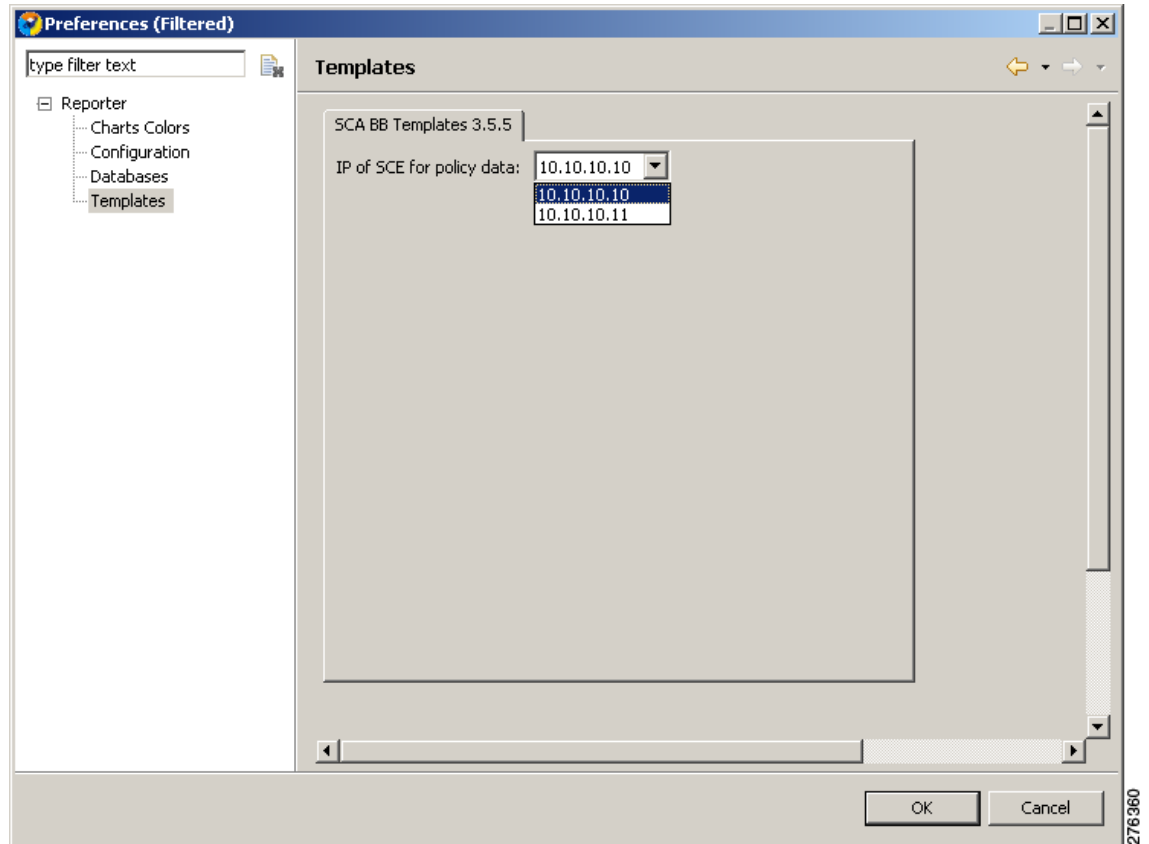 Preferences (Filtered)
type filter text
Templates
Reporter
Charts Colors
Configuration
Databases
Templates
SCA BB Templates 3.5.5
IP of SCE for policy data: 10.10.10.10
10.10.10.10
10.10.10.11
OK Cancel
276360